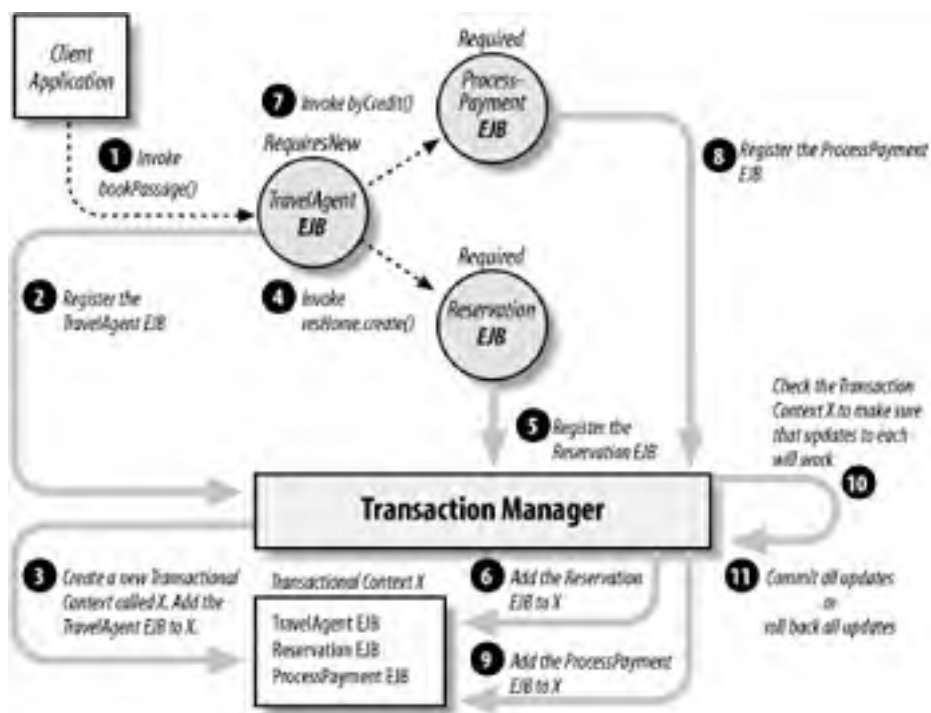 Client
Application
1 Invoke
bookPassage()
2 Register the
TravelAgent EJB
3 Create a new Transactional
Context called X. Add the
TravelAgent EJB to X.
RequiresNew
TravelAgent
EJB
4 Invoke
resHome.create()
Required
Reservation
EJB
5 Register the
Reservation EJB
6 Add the Reservation
EJB to X
7 Invoke byCredit()
Required
Process-
Payment
EJB
8 Register the ProcessPayment
EJB
9 Add the ProcessPayment
EJB to X
Check the Transaction
Context X to make sure
that updates to each
will work
10
11 Commit all updates
or
roll back all updates
Transaction Manager
Transactional Context X
TravelAgent EJB
Reservation EJB
ProcessPayment EJB